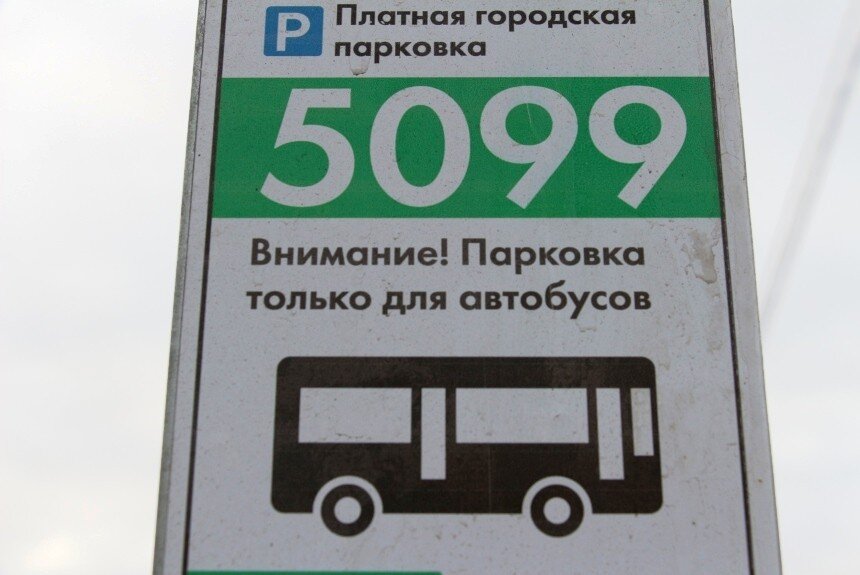 P Платная городская
парковка
5099
Внимание! Парковка
только для автобусов